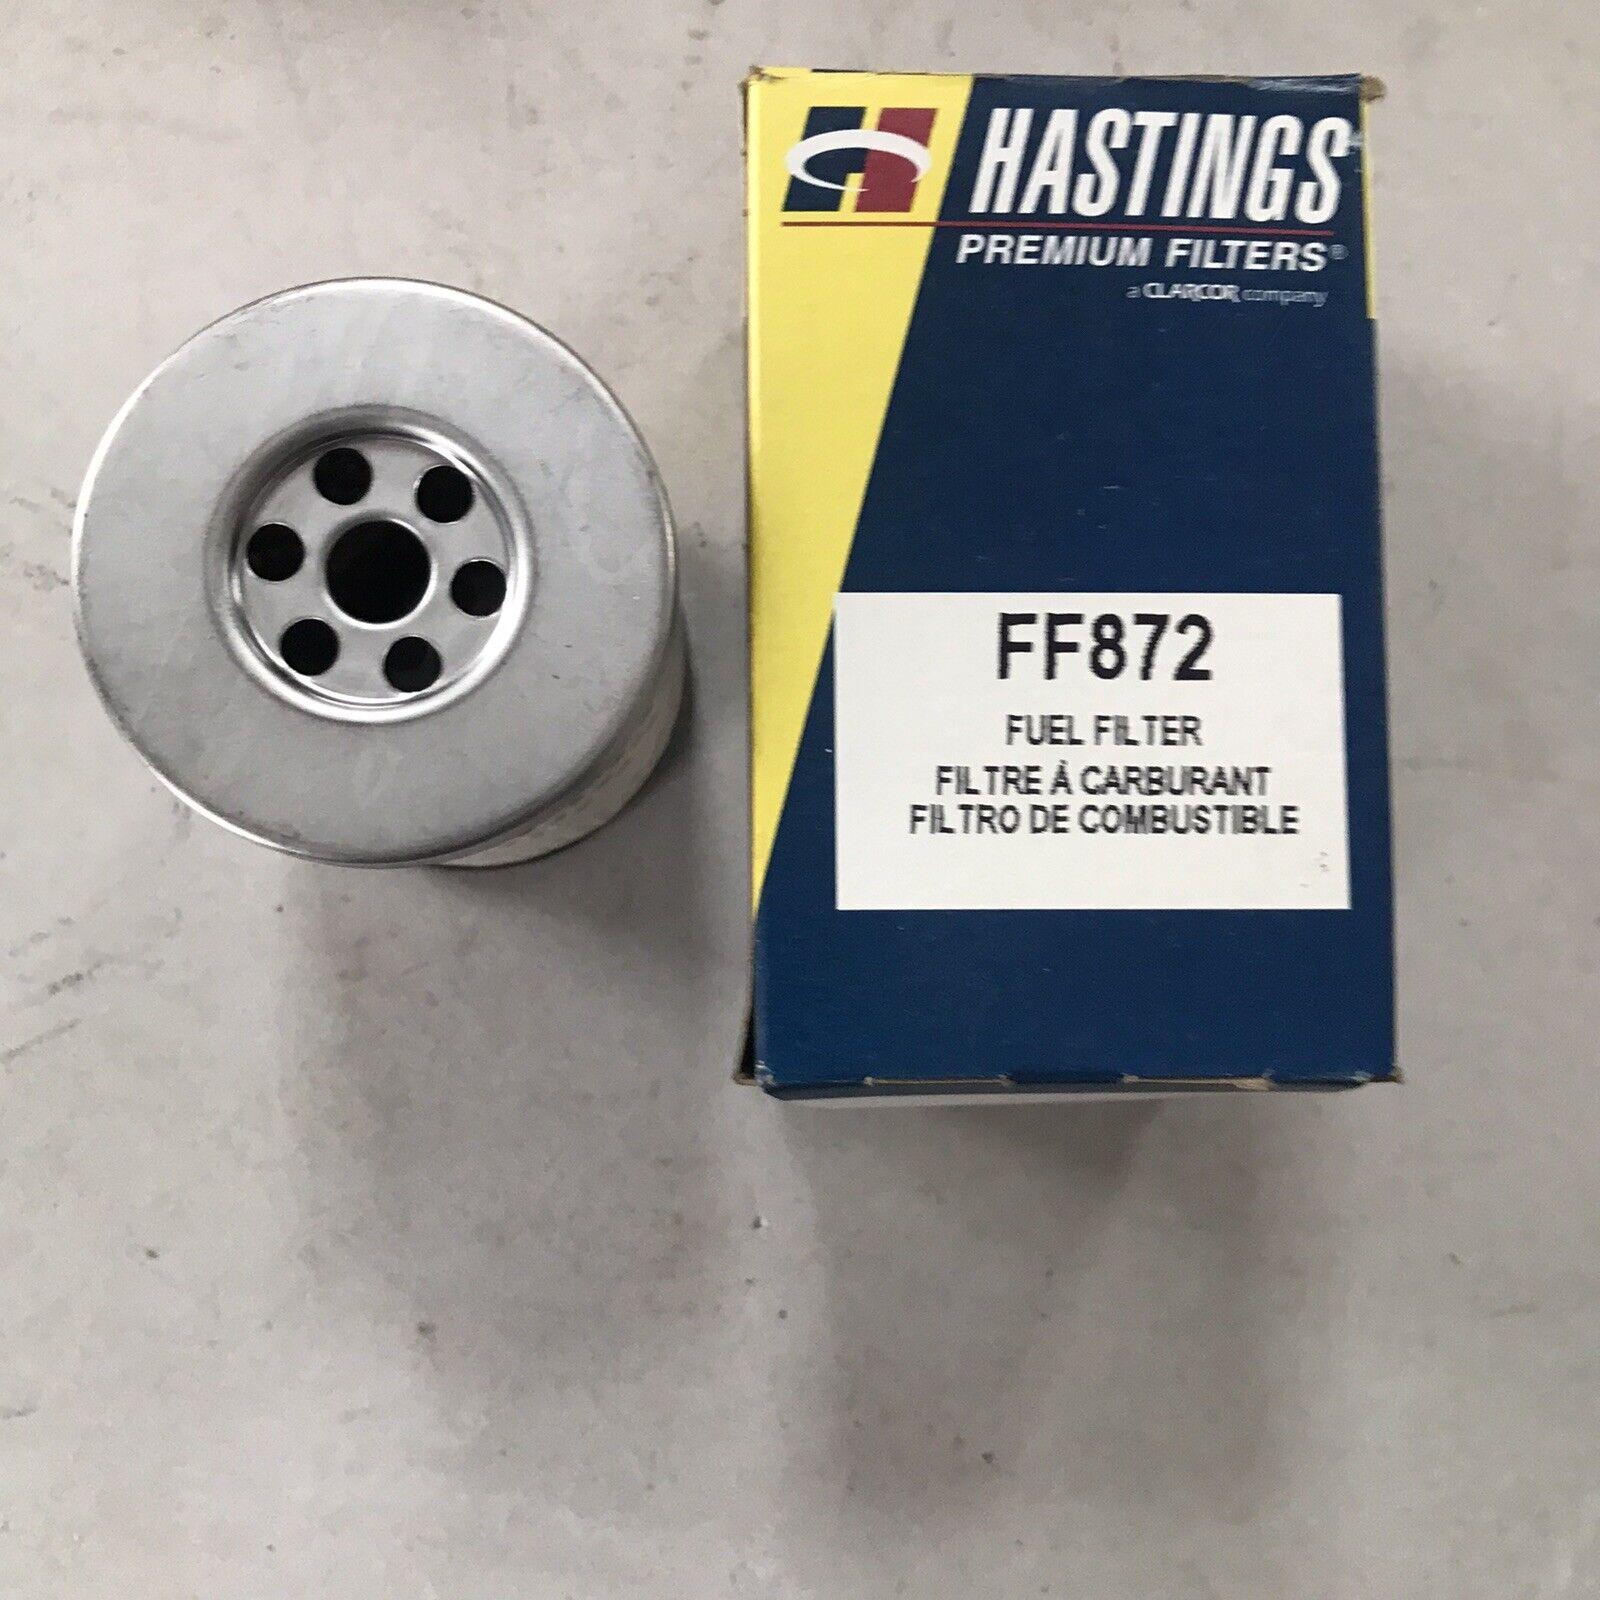 HASTINGS
PREMIUM FILTERS®
a CLARCOR company
FF872
FUEL FILTER
FILTRE À CARBURANT
FILTRO DE COMBUSTIBLE